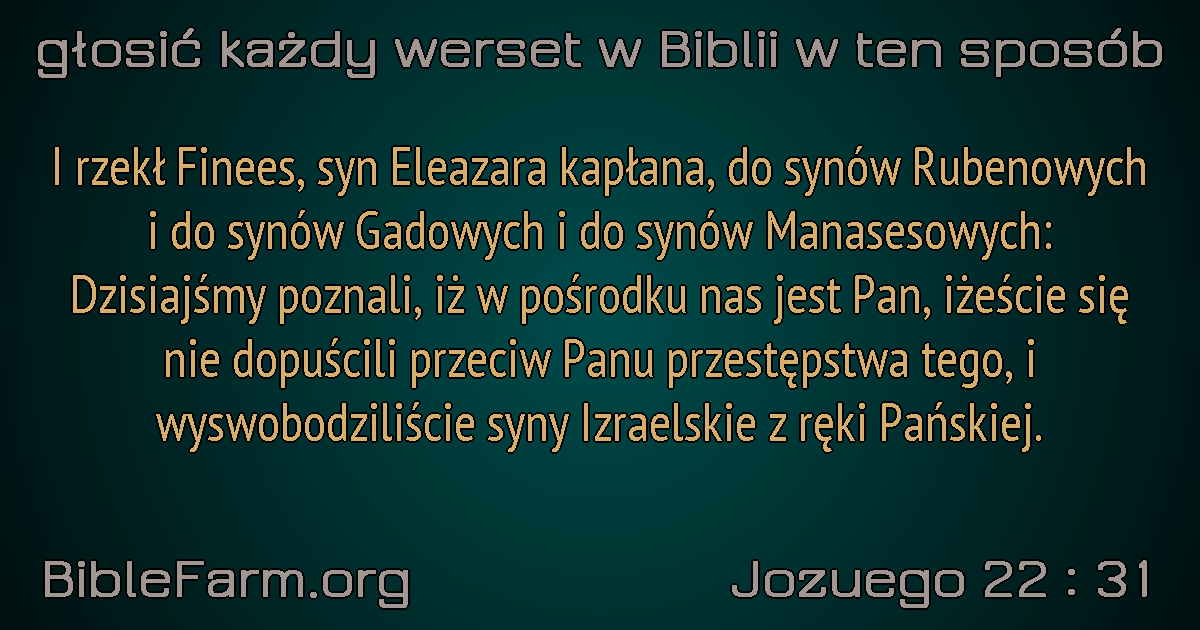 głosić każdy werset w Biblii w ten sposób
I rzekł Finees, syn Eleazara kapłana, do synów Rubenowych
i do synów Gadowych i do synów Manasesowych:
Dzisiajśmy poznali, iż w pośrodku nas jest Pan, iżeście się
nie dopuścili przeciw Panu przestępstwa tego, i
wyswobodziliście syny Izraelskie z ręki Pańskiej.
BibleFarm.org
Jozuego 22 : 31